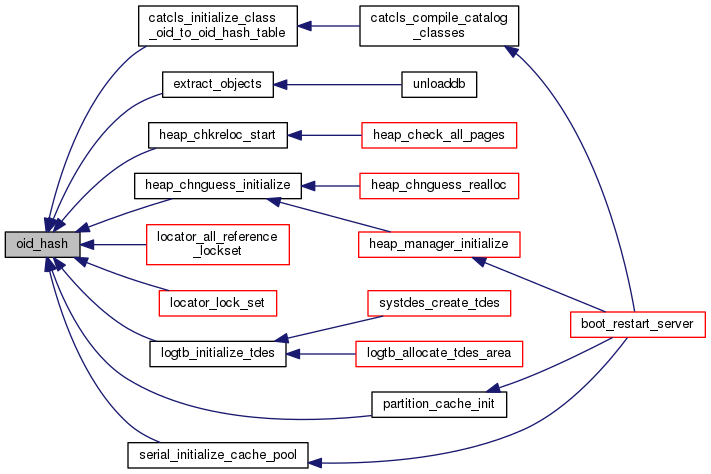 catcls_initialize_class
_oid_to_oid_hash_table
catcls_compile_catalog
_classes
extract_objects
unloaddb
heap_chkreloc_start
heap_check_all_pages
heap_chnguess_initialize
heap_chnguess_realloc
oid_hash
locator_all_reference
_lockset
heap_manager_initialize
locator_lock_set
systdes_create_tdes
boot_restart_server
logtb_initialize_tdes
logtb_allocate_tdes_area
partition_cache_init
serial_initialize_cache_pool